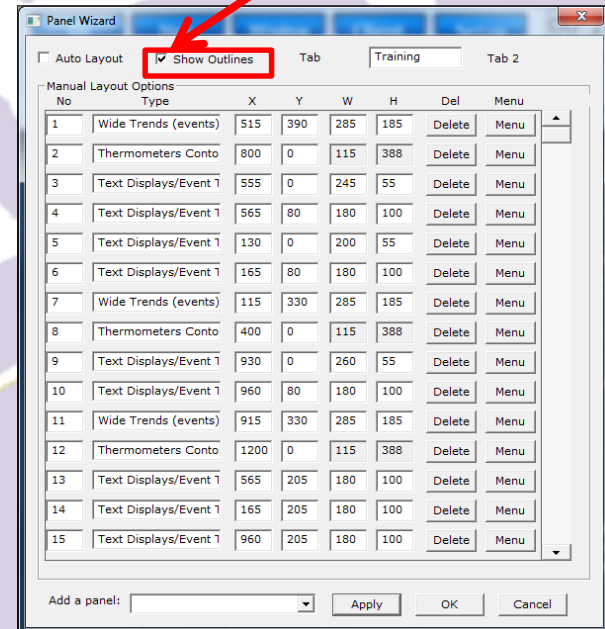 Panel Wizard
Auto Layout Show Outlines Tab Training Tab 2
Manual Layout Options
No Type X Y W H Del Menu
1 Wide Trends (events) 515 390 285 185 Delete Menu
2 Thermometers Conto 800 0 115 388 Delete Menu
3 Text Displays/Event T 555 0 245 55 Delete Menu
4 Text Displays/Event T 565 80 180 100 Delete Menu
5 Text Displays/Event T 130 0 200 55 Delete Menu
6 Text Displays/Event T 165 80 180 100 Delete Menu
7 Wide Trends (events) 115 330 285 185 Delete Menu
8 Thermometers Conto 400 0 115 388 Delete Menu
9 Text Displays/Event T 930 0 260 55 Delete Menu
10 Text Displays/Event T 960 80 180 100 Delete Menu
11 Wide Trends (events) 915 330 285 185 Delete Menu
12 Thermometers Conto 1200 0 115 388 Delete Menu
13 Text Displays/Event T 565 205 180 100 Delete Menu
14 Text Displays/Event T 165 205 180 100 Delete Menu
15 Text Displays/Event T 960 205 180 100 Delete Menu
Add a panel: Apply OK Cancel